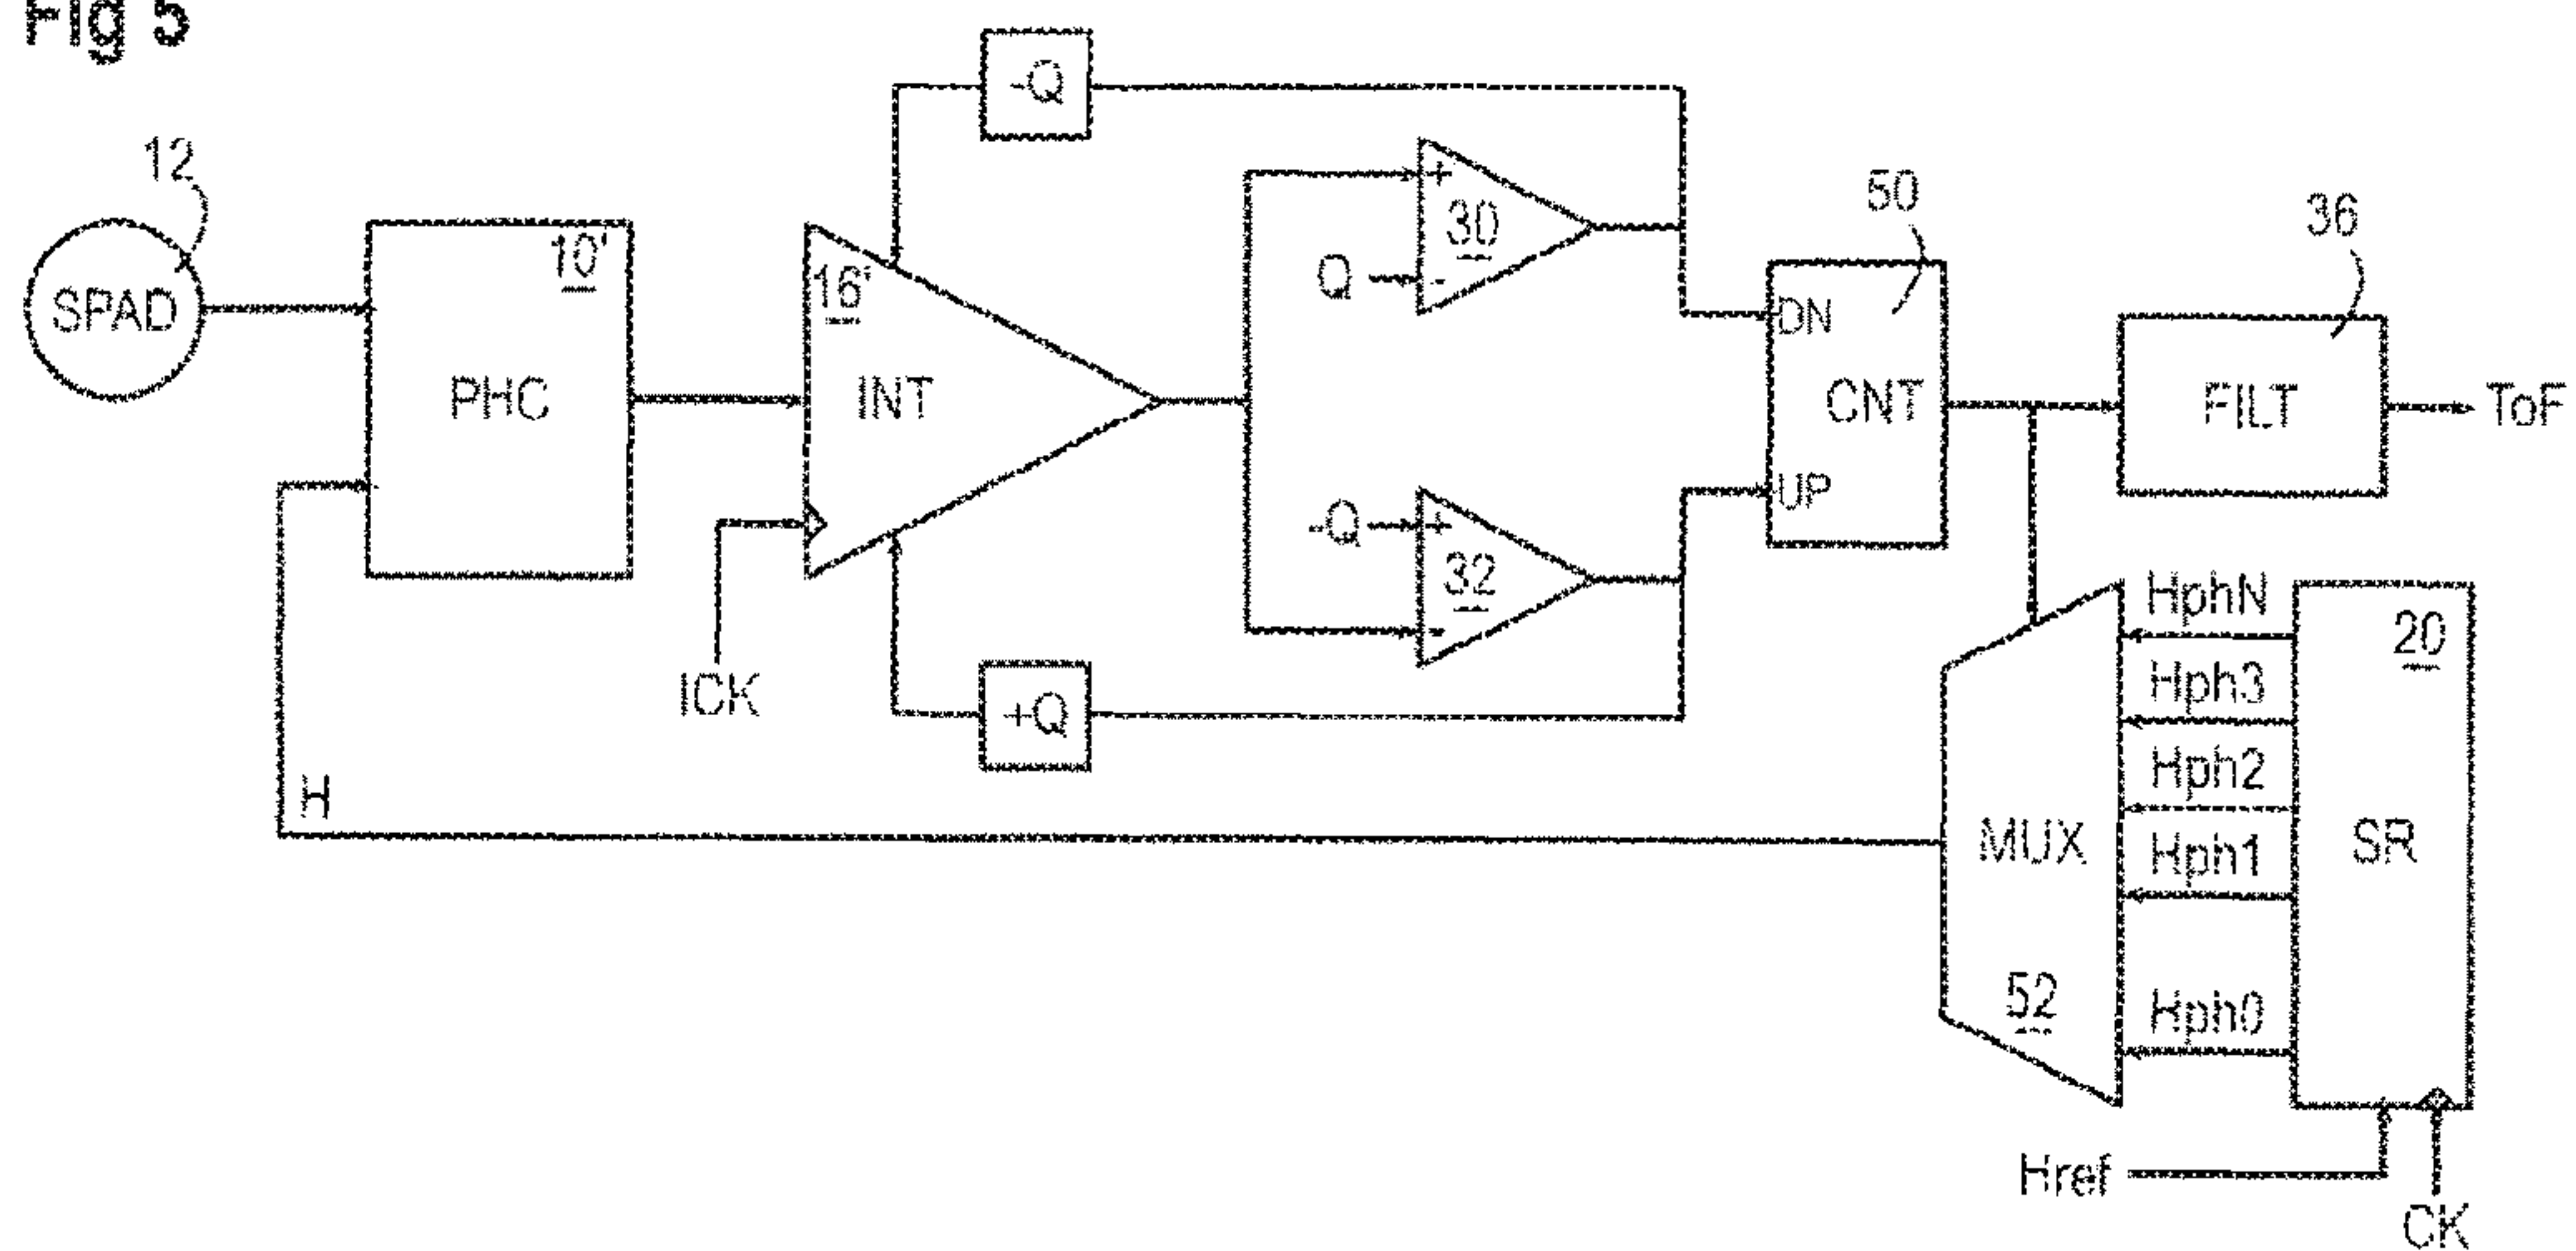 Fig 5
-Q
12
SPAD
10'
PHC
16'
INT
ICK
+Q
H
+
30
Q
-
-Q
+
32
-
50
DN
CNT
UP
36
FILT
ToF
MUX
52
HphN
Hph3
Hph2
Hph1
Hph0
20
SR
Href
CK